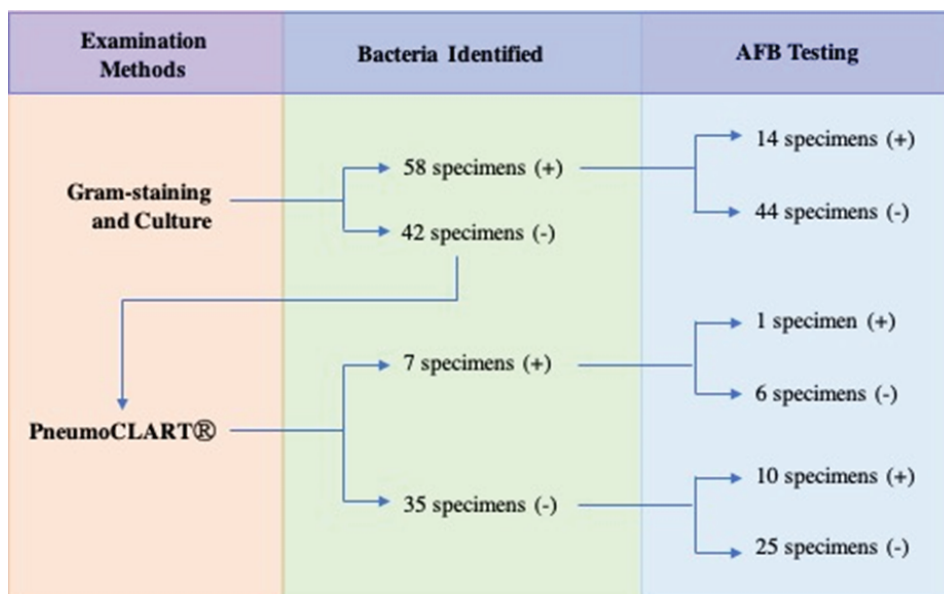 Examination
Methods
Bacteria Identified
AFB Testing
Gram-staining
and Culture
58 specimens (+)
42 specimens (-)
14 specimens (+)
44 specimens (-)
PneumoCLART®
7 specimens (+)
35 specimens (-)
1 specimen (+)
6 specimens (-)
10 specimens (+)
25 specimens (-)